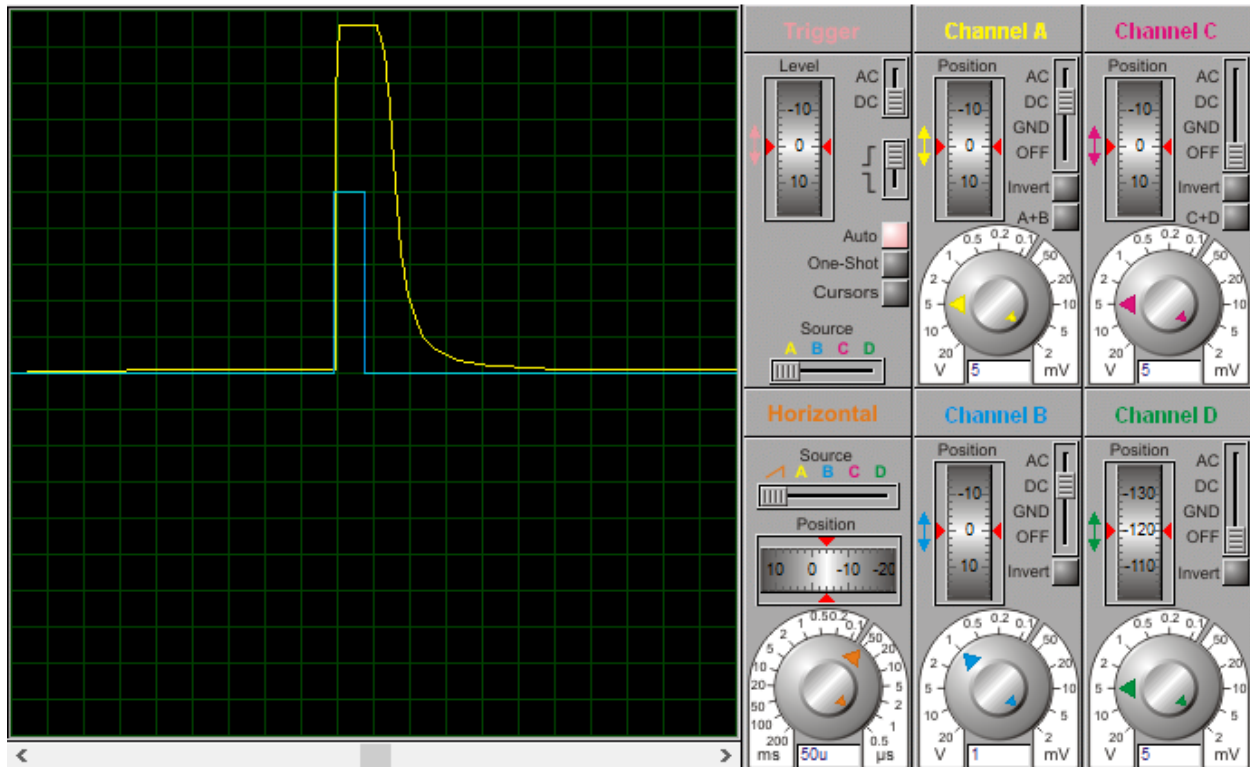 Trigger
Level
AC
DC
-10
0
10
Auto
One-Shot
Cursors
Source
A B C D
Channel A
Position
AC
DC
GND
OFF
-10
0
10
Invert
A+B
20 10 5 2 1 0.5 0.2 0.1 50 20 10 5 2
V 5 mV
Channel C
Position
AC
DC
GND
OFF
-10
0
10
Invert
C+D
20 10 5 2 1 0.5 0.2 0.1 50 20 10 5 2
V 5 mV
Horizontal
Source
A B C D
Position
10 0 -10 -20
200 100 50 20 10 5 2 1 0.5 0.2 0.1 50 20 10 5 2 1 0.5
ms 50u µs
Channel B
Position
AC
DC
GND
OFF
-10
0
10
Invert
20 10 5 2 1 0.5 0.2 0.1 50 20 10 5 2
V 1 mV
Channel D
Position
AC
DC
GND
OFF
-130
-120
-110
Invert
20 10 5 2 1 0.5 0.2 0.1 50 20 10 5 2
V 5 mV